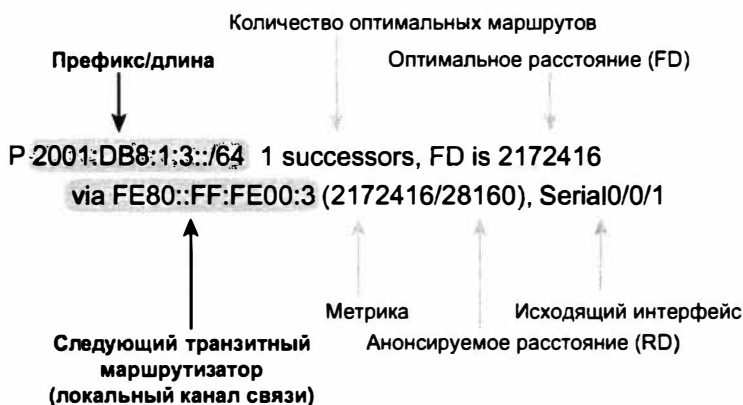 Количество оптимальных маршрутов
Префикс/длина
Оптимальное расстояние (FD)
P 2001:DB8:1:3::/64 1 successors, FD is 2172416
via FE80::FF:FE00:3 (2172416/28160), Serial0/0/1
Метрика
Исходящий интерфейс
Следующий транзитный
маршрутизатор
(локальный канал связи)
Анонсируемое расстояние (RD)